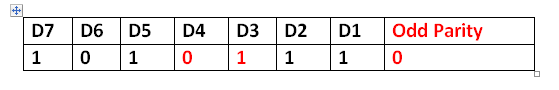 D7 D6 D5 D4 D3 D2 D1 Odd Parity
1 0 1 0 1 1 1 0